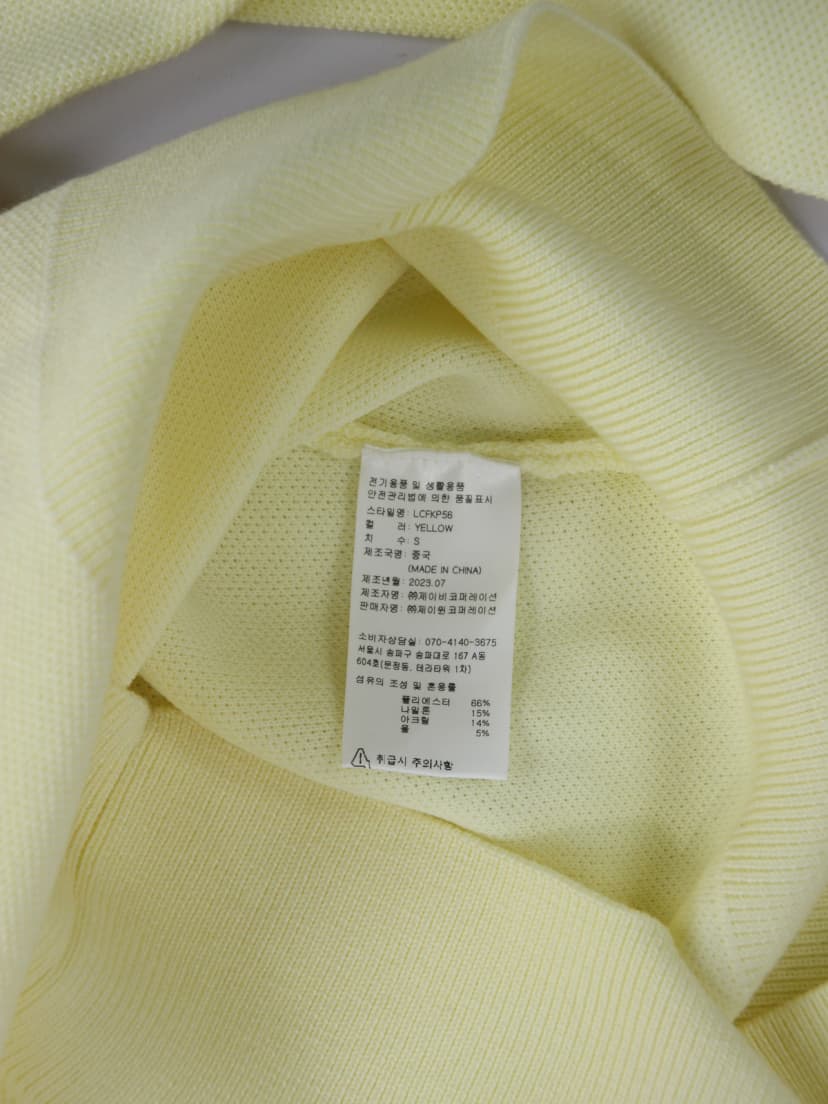 전기용품 및 생활용품
안전관리법에 의한 품질표시
스타일명: LCFKP56
컬 러: YELLOW
치 수: S
제조국명: 중국
(MADE IN CHINA)
제조년월: 2023.07
제조자명: ㈜제이비코퍼레이션
판매자명: ㈜제이원코퍼레이션
소비자상담실: 070-4140-3675
서울시 송파구 송파대로 167 A동
604호(문정동, 테라타워 1차)
섬유의 조성 및 혼용률
폴리에스터 66%
나일론 15%
아크릴 14%
울 5%
취급시 주의사항